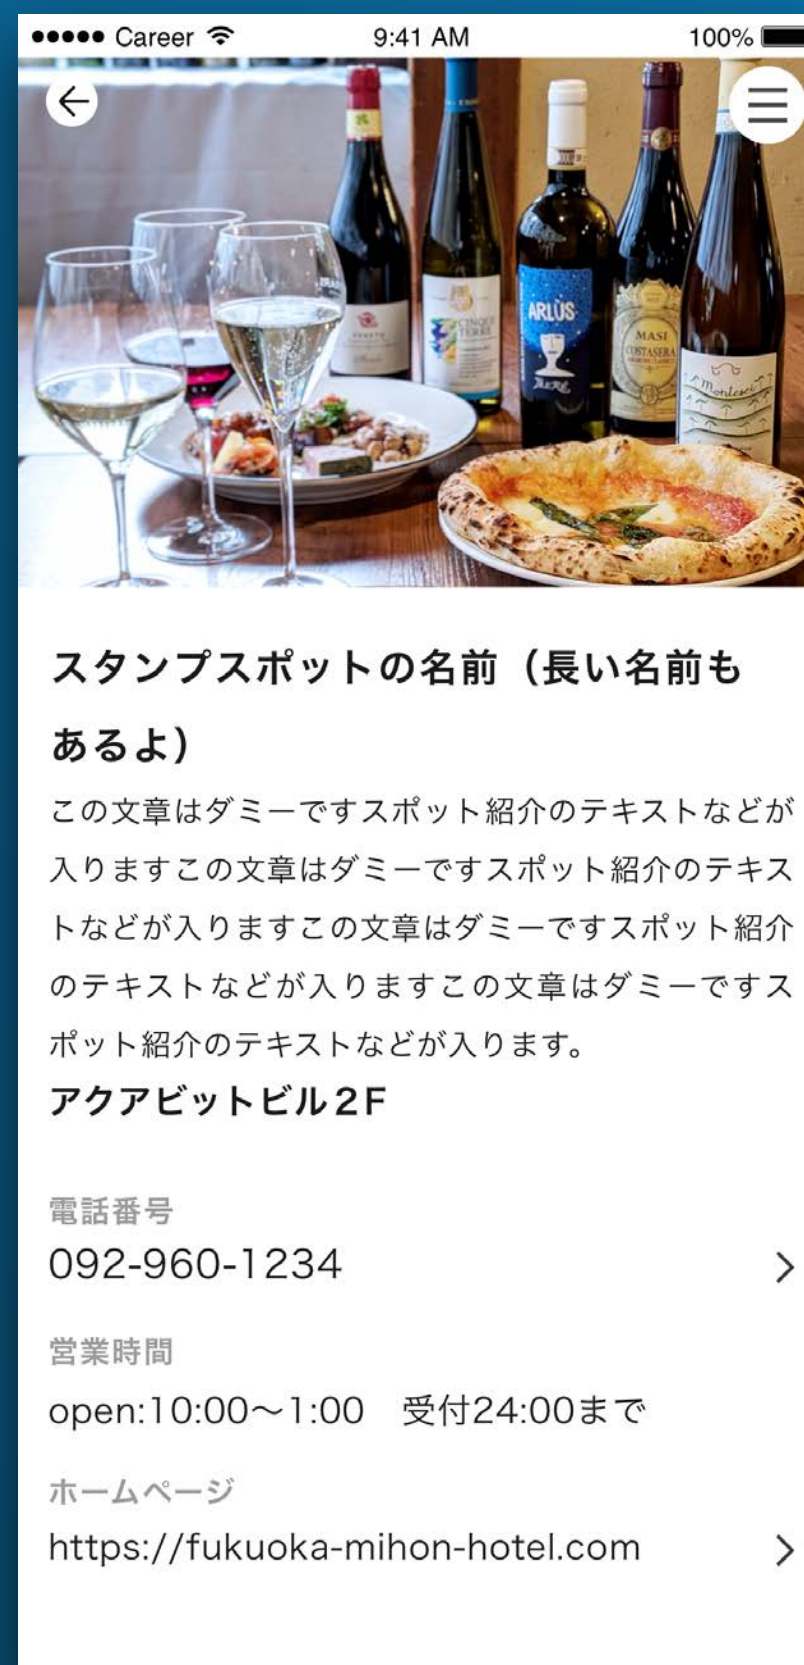 ●●●●● Career 9:41 AM 100%
ARLÙS
MASI
COSTASERA
CINQUE
TERRE
スタンプスポットの名前（長い名前も
あるよ）
この文章はダミーですスポット紹介のテキストなどが
入りますこの文章はダミーですスポット紹介のテキス
トなどが入りますこの文章はダミーですスポット紹介
のテキストなどが入りますこの文章はダミーですス
ポット紹介のテキストなどが入ります。
アクアビットビル２F
電話番号
092-960-1234
営業時間
open:10:00〜1:00　受付24:00まで
ホームページ
https://fukuoka-mihon-hotel.com